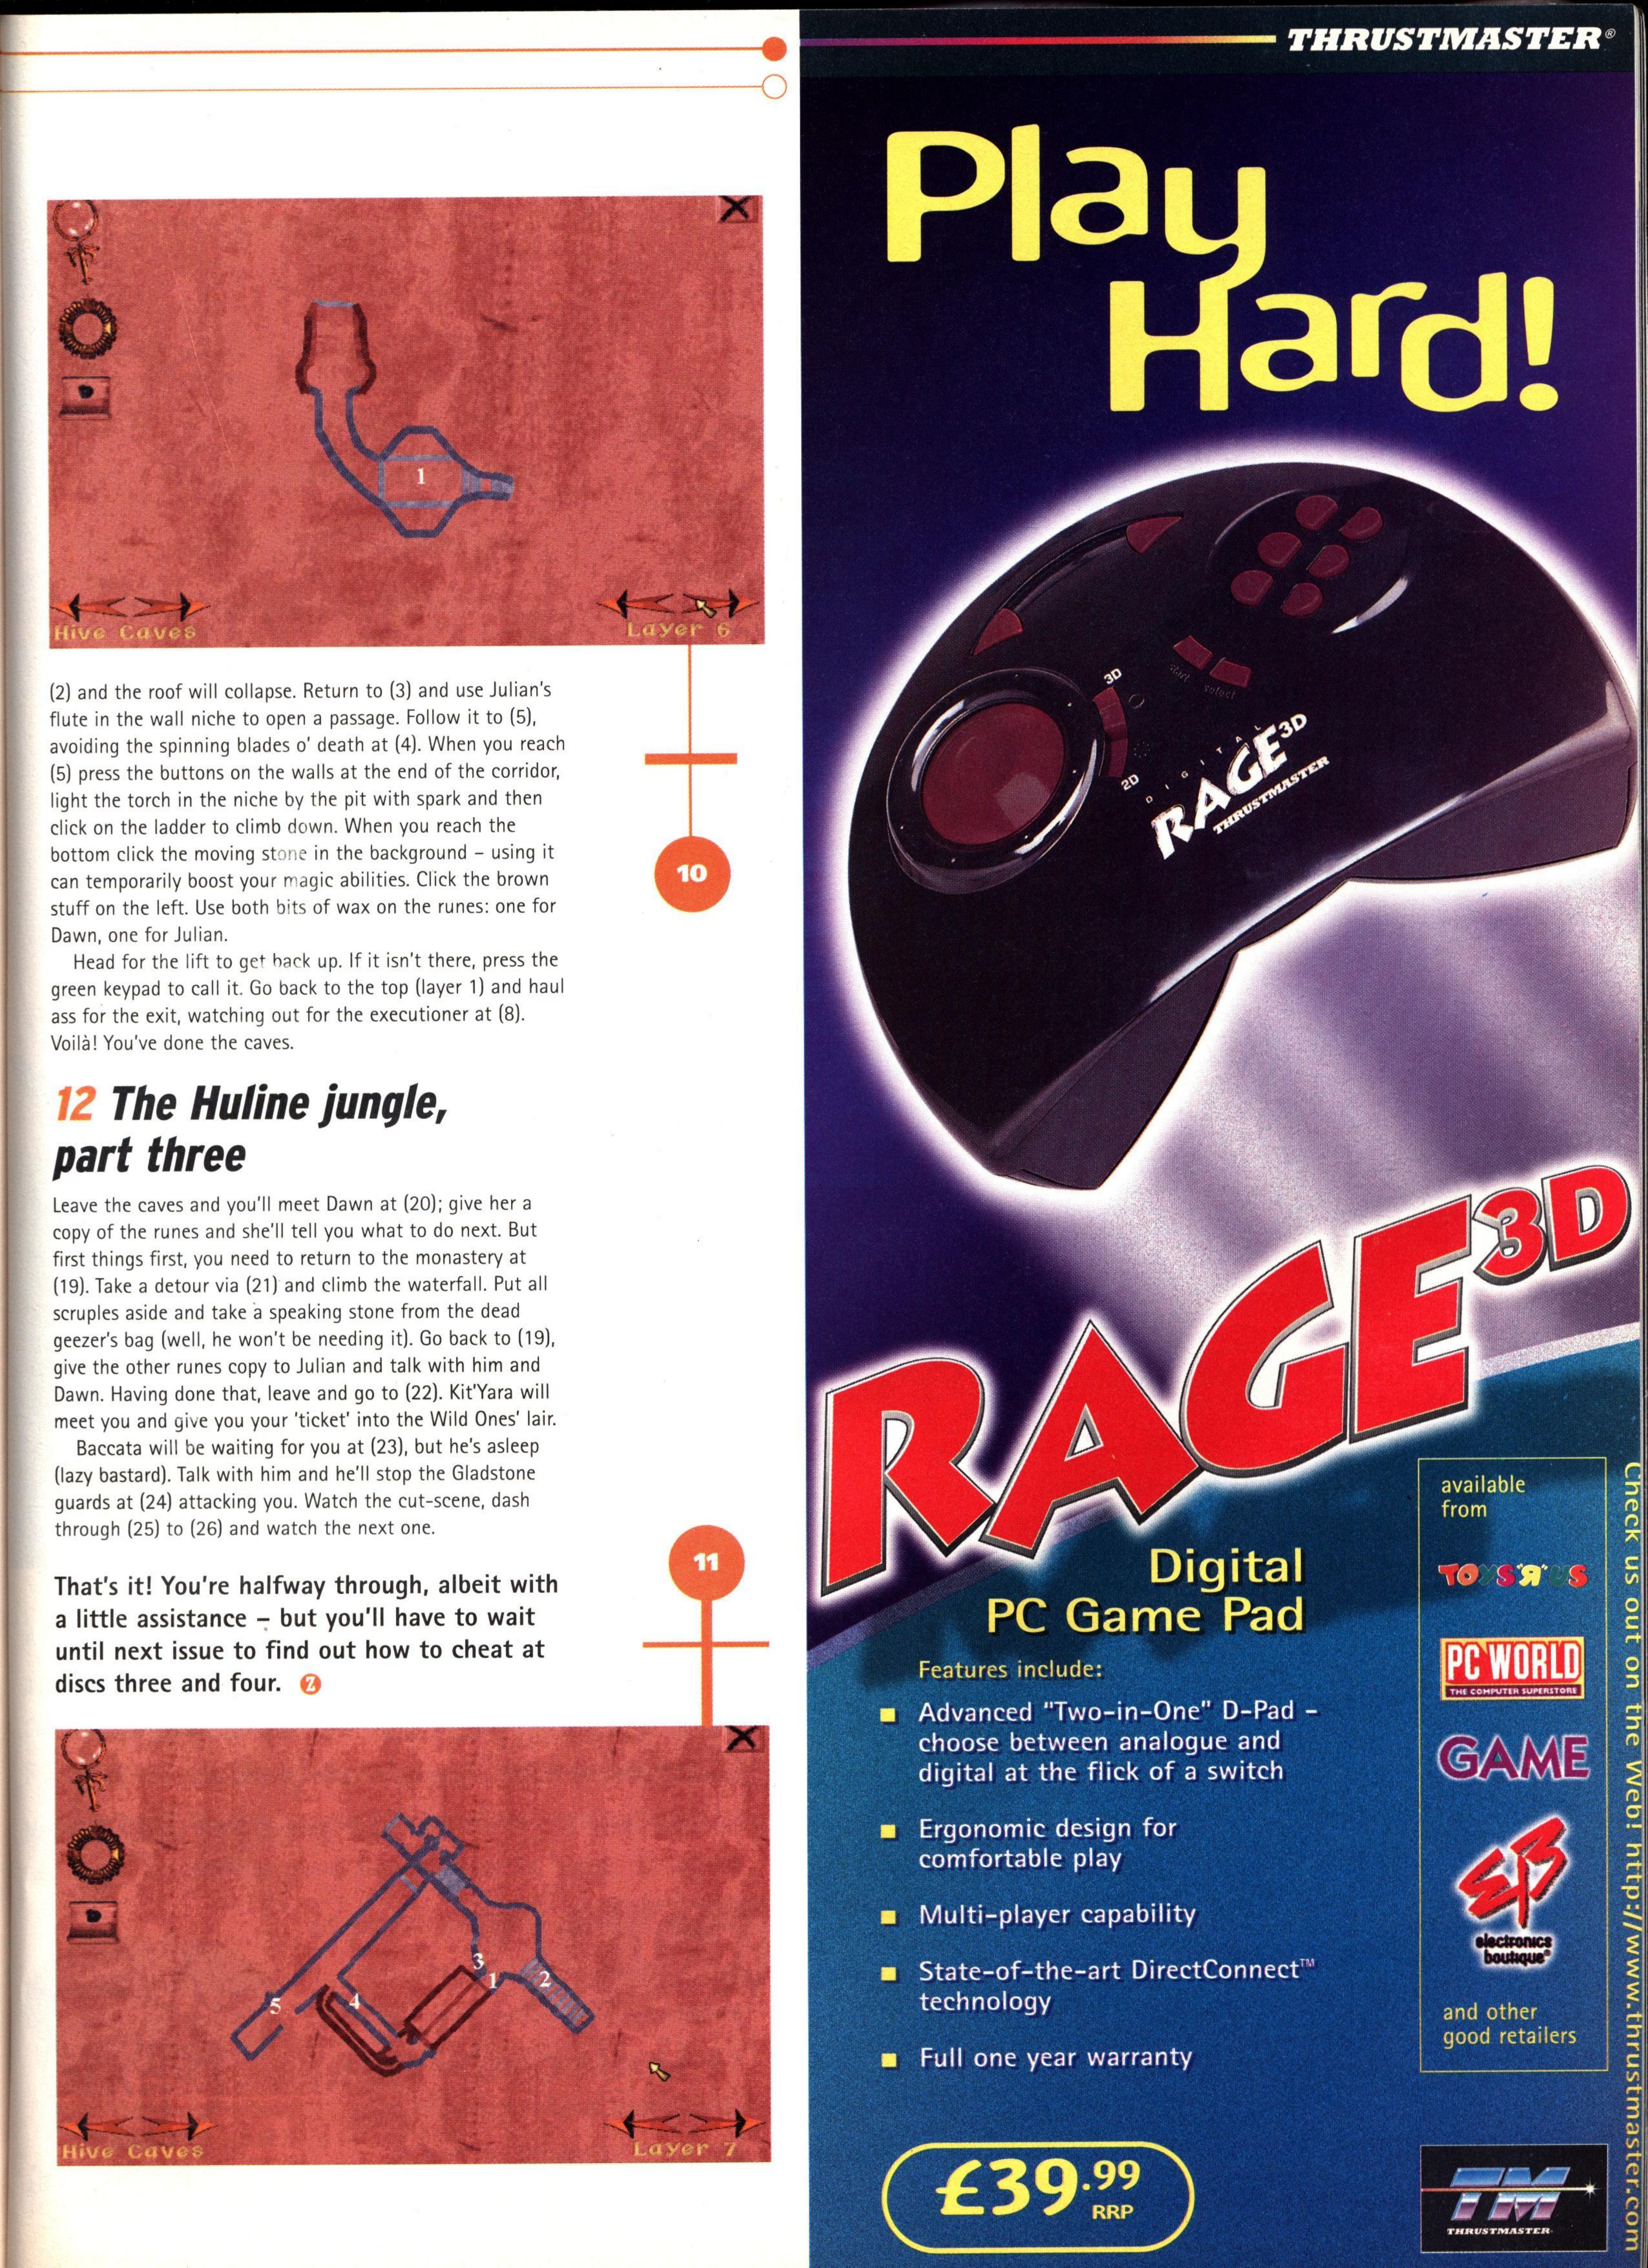 1
Hive Caves
Layer 6
(2) and the roof will collapse. Return to (3) and use Julian's
flute in the wall niche to open a passage. Follow it to (5),
avoiding the spinning blades o' death at (4). When you reach
(5) press the buttons on the walls at the end of the corridor,
light the torch in the niche by the pit with spark and then
click on the ladder to climb down. When you reach the
bottom click the moving stone in the background – using it
can temporarily boost your magic abilities. Click the brown
stuff on the left. Use both bits of wax on the runes: one for
Dawn, one for Julian.
Head for the lift to get back up. If it isn't there, press the
green keypad to call it. Go back to the top (layer 1) and haul
ass for the exit, watching out for the executioner at (8).
Voilà! You've done the caves.
10
12 The Huline jungle,
part three
Leave the caves and you'll meet Dawn at (20); give her a
copy of the runes and she'll tell you what to do next. But
first things first, you need to return to the monastery at
(19). Take a detour via (21) and climb the waterfall. Put all
scruples aside and take a speaking stone from the dead
geezer's bag (well, he won't be needing it). Go back to (19),
give the other runes copy to Julian and talk with him and
Dawn. Having done that, leave and go to (22). Kit'Yara will
meet you and give you your 'ticket' into the Wild Ones' lair.
Baccata will be waiting for you at (23), but he's asleep
(lazy bastard). Talk with him and he'll stop the Gladstone
guards at (24) attacking you. Watch the cut-scene, dash
through (25) to (26) and watch the next one.
That's it! You're halfway through, albeit with
a little assistance – but you'll have to wait
until next issue to find out how to cheat at
discs three and four. Z
11
3
1
2
5
4
Hive Caves
Layer 7
THRUSTMASTER®
Play
Hard!
start
select
3D
2D
DIGITAL
RAGE3D
THRUSTMASTER
RAGE3D
Digital
PC Game Pad
Features include:
Advanced "Two-in-One" D-Pad –
choose between analogue and
digital at the flick of a switch
Ergonomic design for
comfortable play
Multi-player capability
State-of-the-art DirectConnect™
technology
Full one year warranty
£39.99
RRP
available
from
TOYS"R"US
PC WORLD
THE COMPUTER SUPERSTORE
GAME
EB
electronics
boutique®
and other
good retailers
TM
THRUSTMASTER
Check us out on the Web! http://www.thrustmaster.com